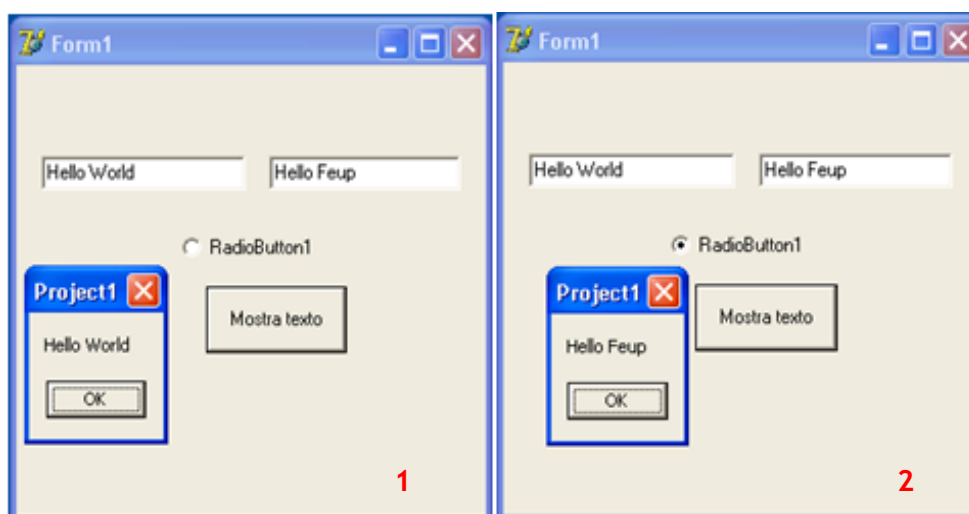 Form1
Hello World
Hello Feup
RadioButton1
Project1
Mostra texto
Hello World
OK
1
Form1
Hello World
Hello Feup
RadioButton1
Project1
Mostra texto
Hello Feup
OK
2